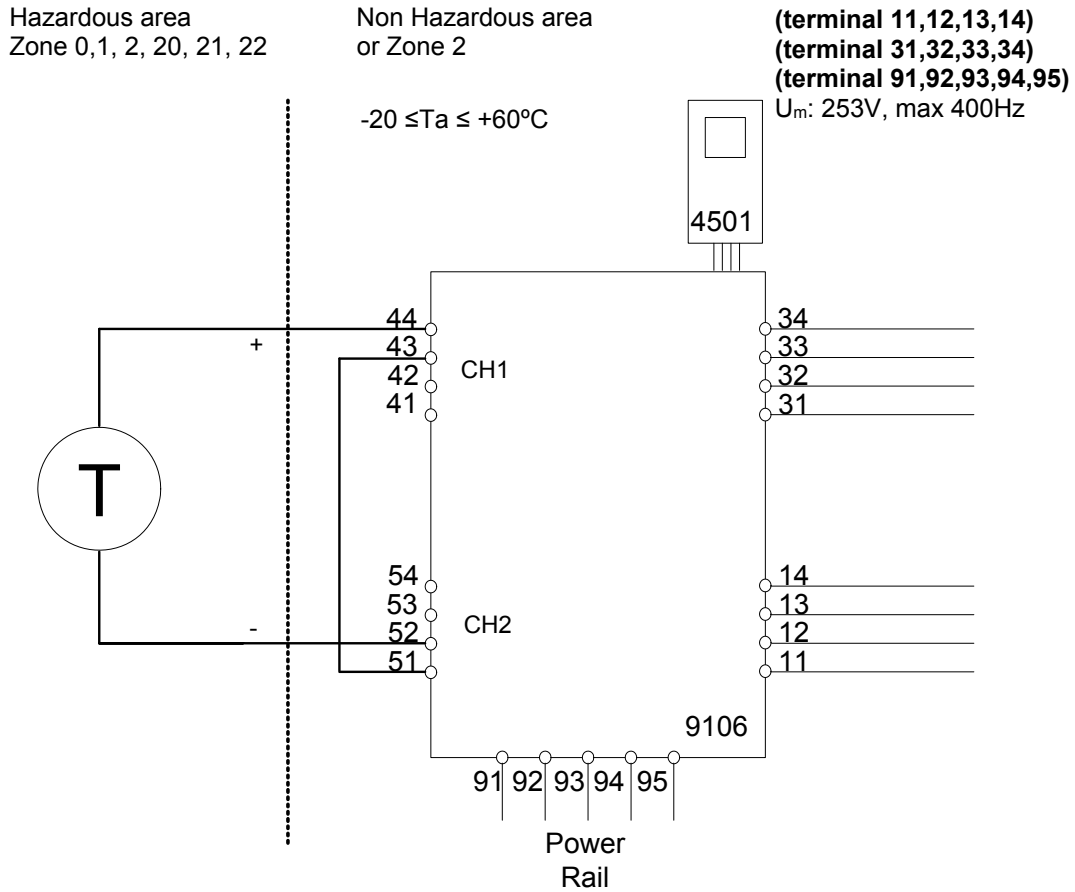 Hazardous area
Zone 0,1, 2, 20, 21, 22
Non Hazardous area
or Zone 2
-20 ≤Ta ≤ +60ºC
(terminal 11,12,13,14)
(terminal 31,32,33,34)
(terminal 91,92,93,94,95)
Um: 253V, max 400Hz
4501
44
43
42
41
CH1
34
33
32
31
+
T
-
54
53
52
51
CH2
14
13
12
11
9106
91 92 93 94 95
Power
Rail